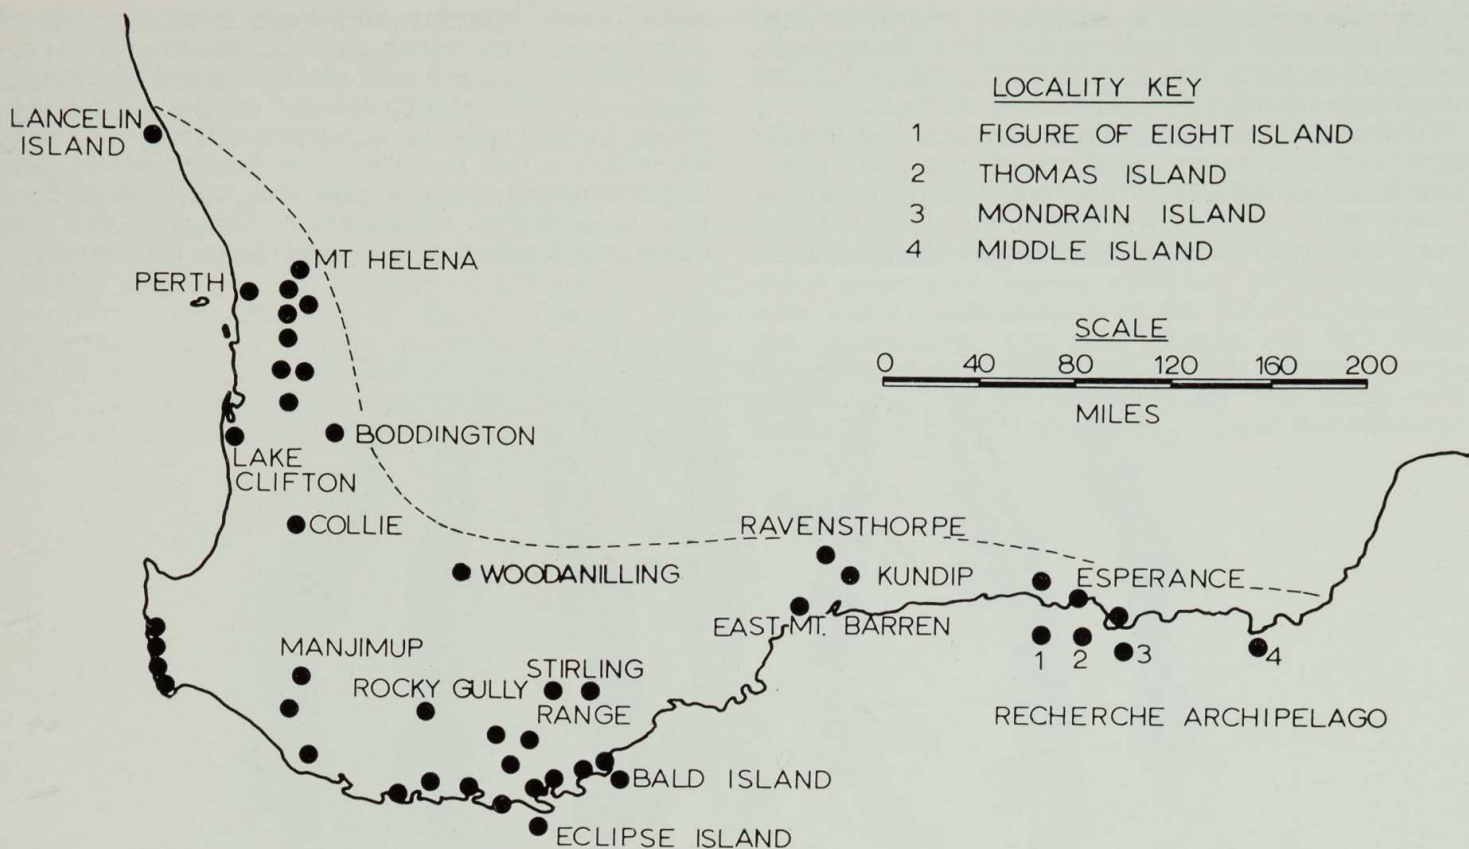 LOCALITY KEY
1 FIGURE OF EIGHT ISLAND
2 THOMAS ISLAND
3 MONDRAIN ISLAND
4 MIDDLE ISLAND
SCALE
0 40 80 120 160 200
MILES
LANCELIN
ISLAND
MT HELENA
PERTH
BODDINGTON
LAKE
CLIFTON
COLLIE
WOODANILLING
RAVENSTHORPE
KUNDIP
ESPERANCE
EAST MT. BARREN
1 2 3 4
MANJIMUP
ROCKY GULLY
STIRLING
RANGE
RECHERCHE ARCHIPELAGO
BALD ISLAND
ECLIPSE ISLAND